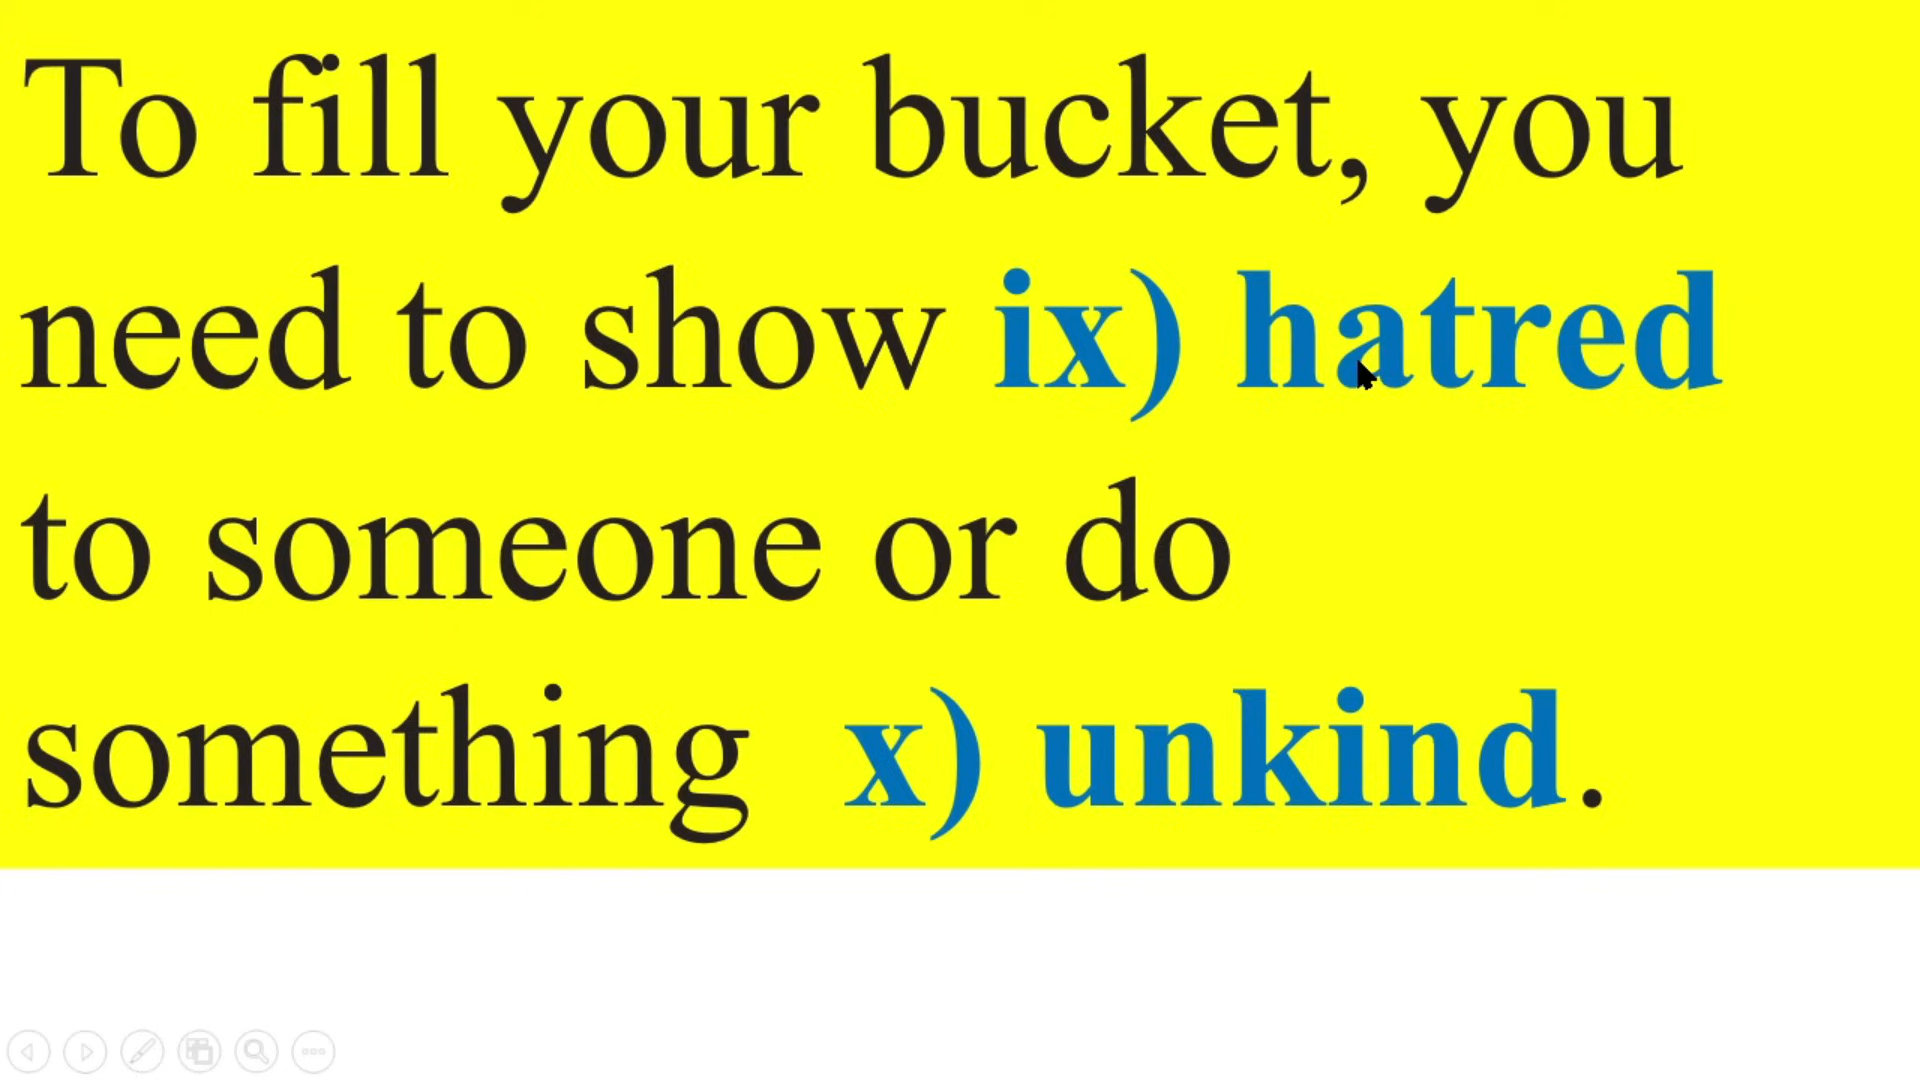 To fill your bucket, you
need to show ix) hatred
to someone or do
something x) unkind.